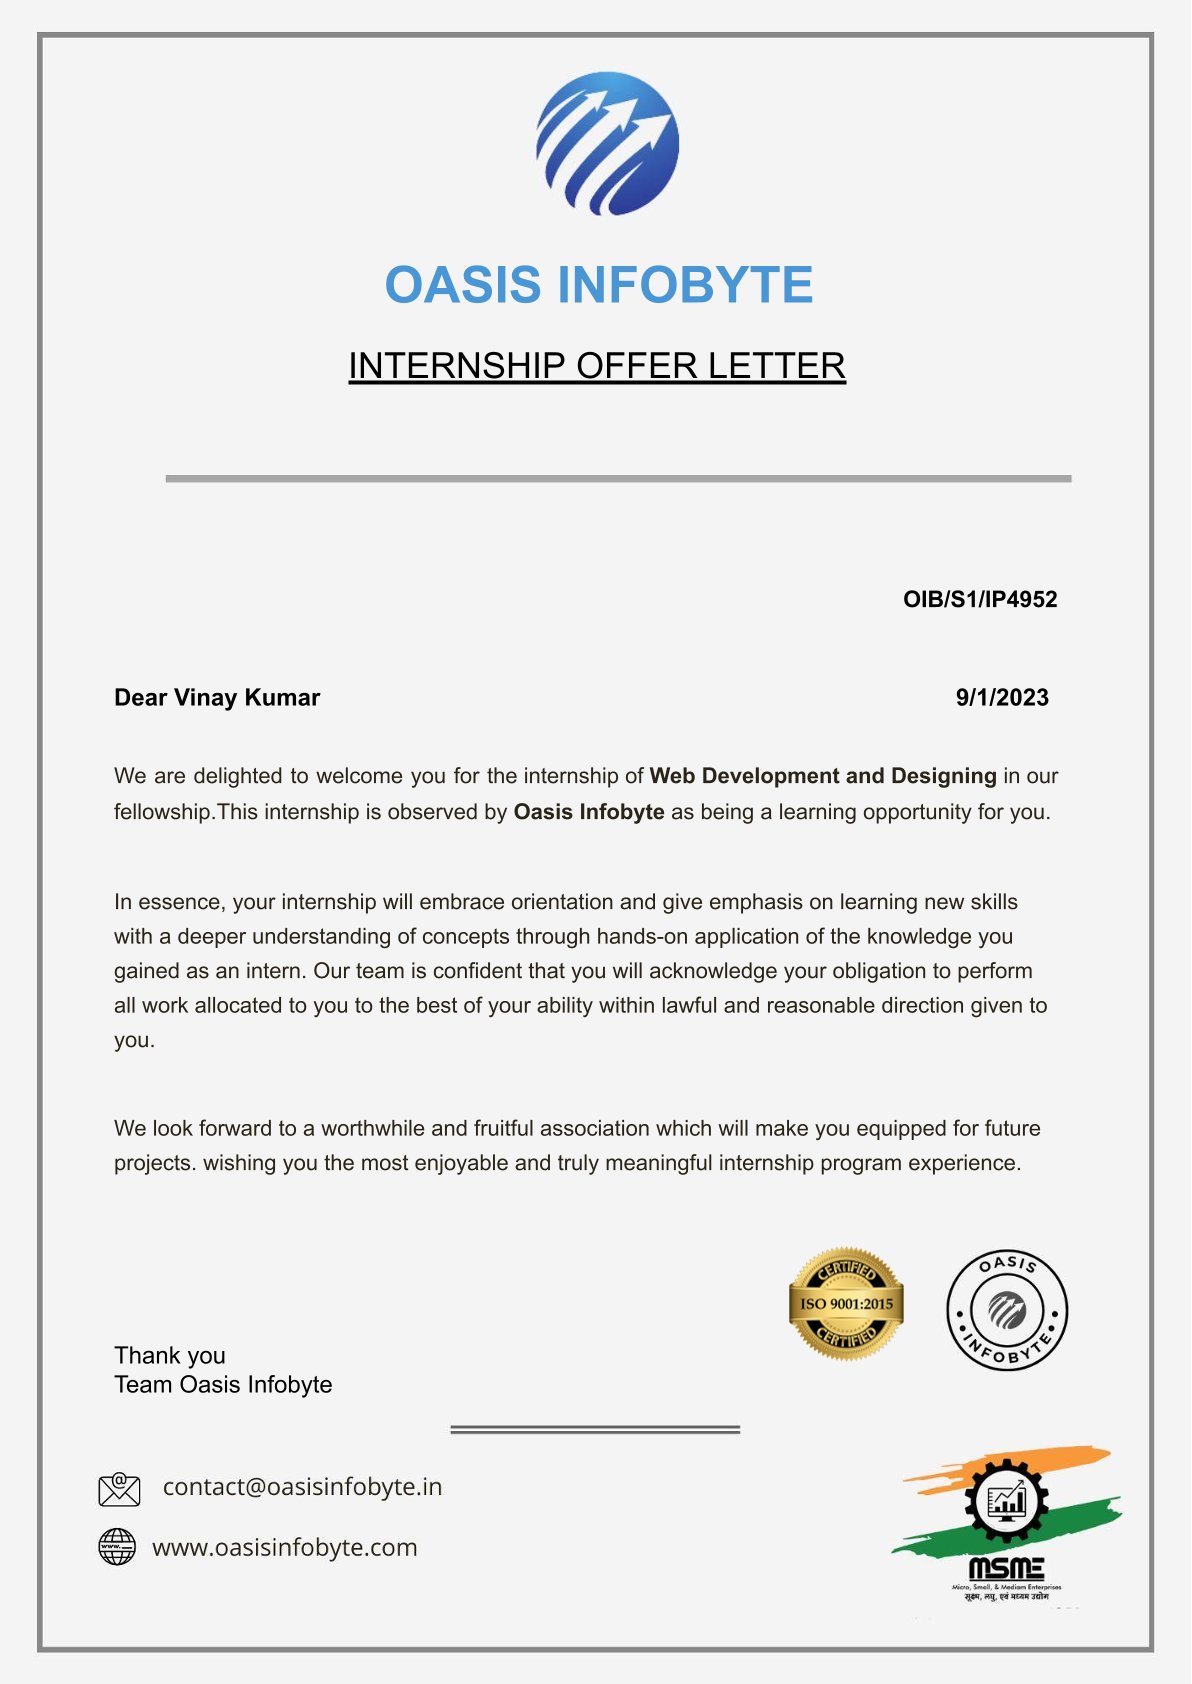 OASIS INFOBYTE
INTERNSHIP OFFER LETTER
OIB/S1/IP4952
Dear Vinay Kumar
9/1/2023
We are delighted to welcome you for the internship of Web Development and Designing in our
fellowship.This internship is observed by Oasis Infobyte as being a learning opportunity for you.
In essence, your internship will embrace orientation and give emphasis on learning new skills
with a deeper understanding of concepts through hands-on application of the knowledge you
gained as an intern. Our team is confident that you will acknowledge your obligation to perform
all work allocated to you to the best of your ability within lawful and reasonable direction given to
you.
We look forward to a worthwhile and fruitful association which will make you equipped for future
projects. wishing you the most enjoyable and truly meaningful internship program experience.
CERTIFIED
ISO 9001:2015
CERTIFIED
OASIS
INFOBYTE
Thank you
Team Oasis Infobyte
@
contact@oasisinfobyte.in
www.
www.oasisinfobyte.com
MSME
Micro, Small, & Mediam Enterprises
सूक्ष्म, लघु, एवं मध्यम उद्योग